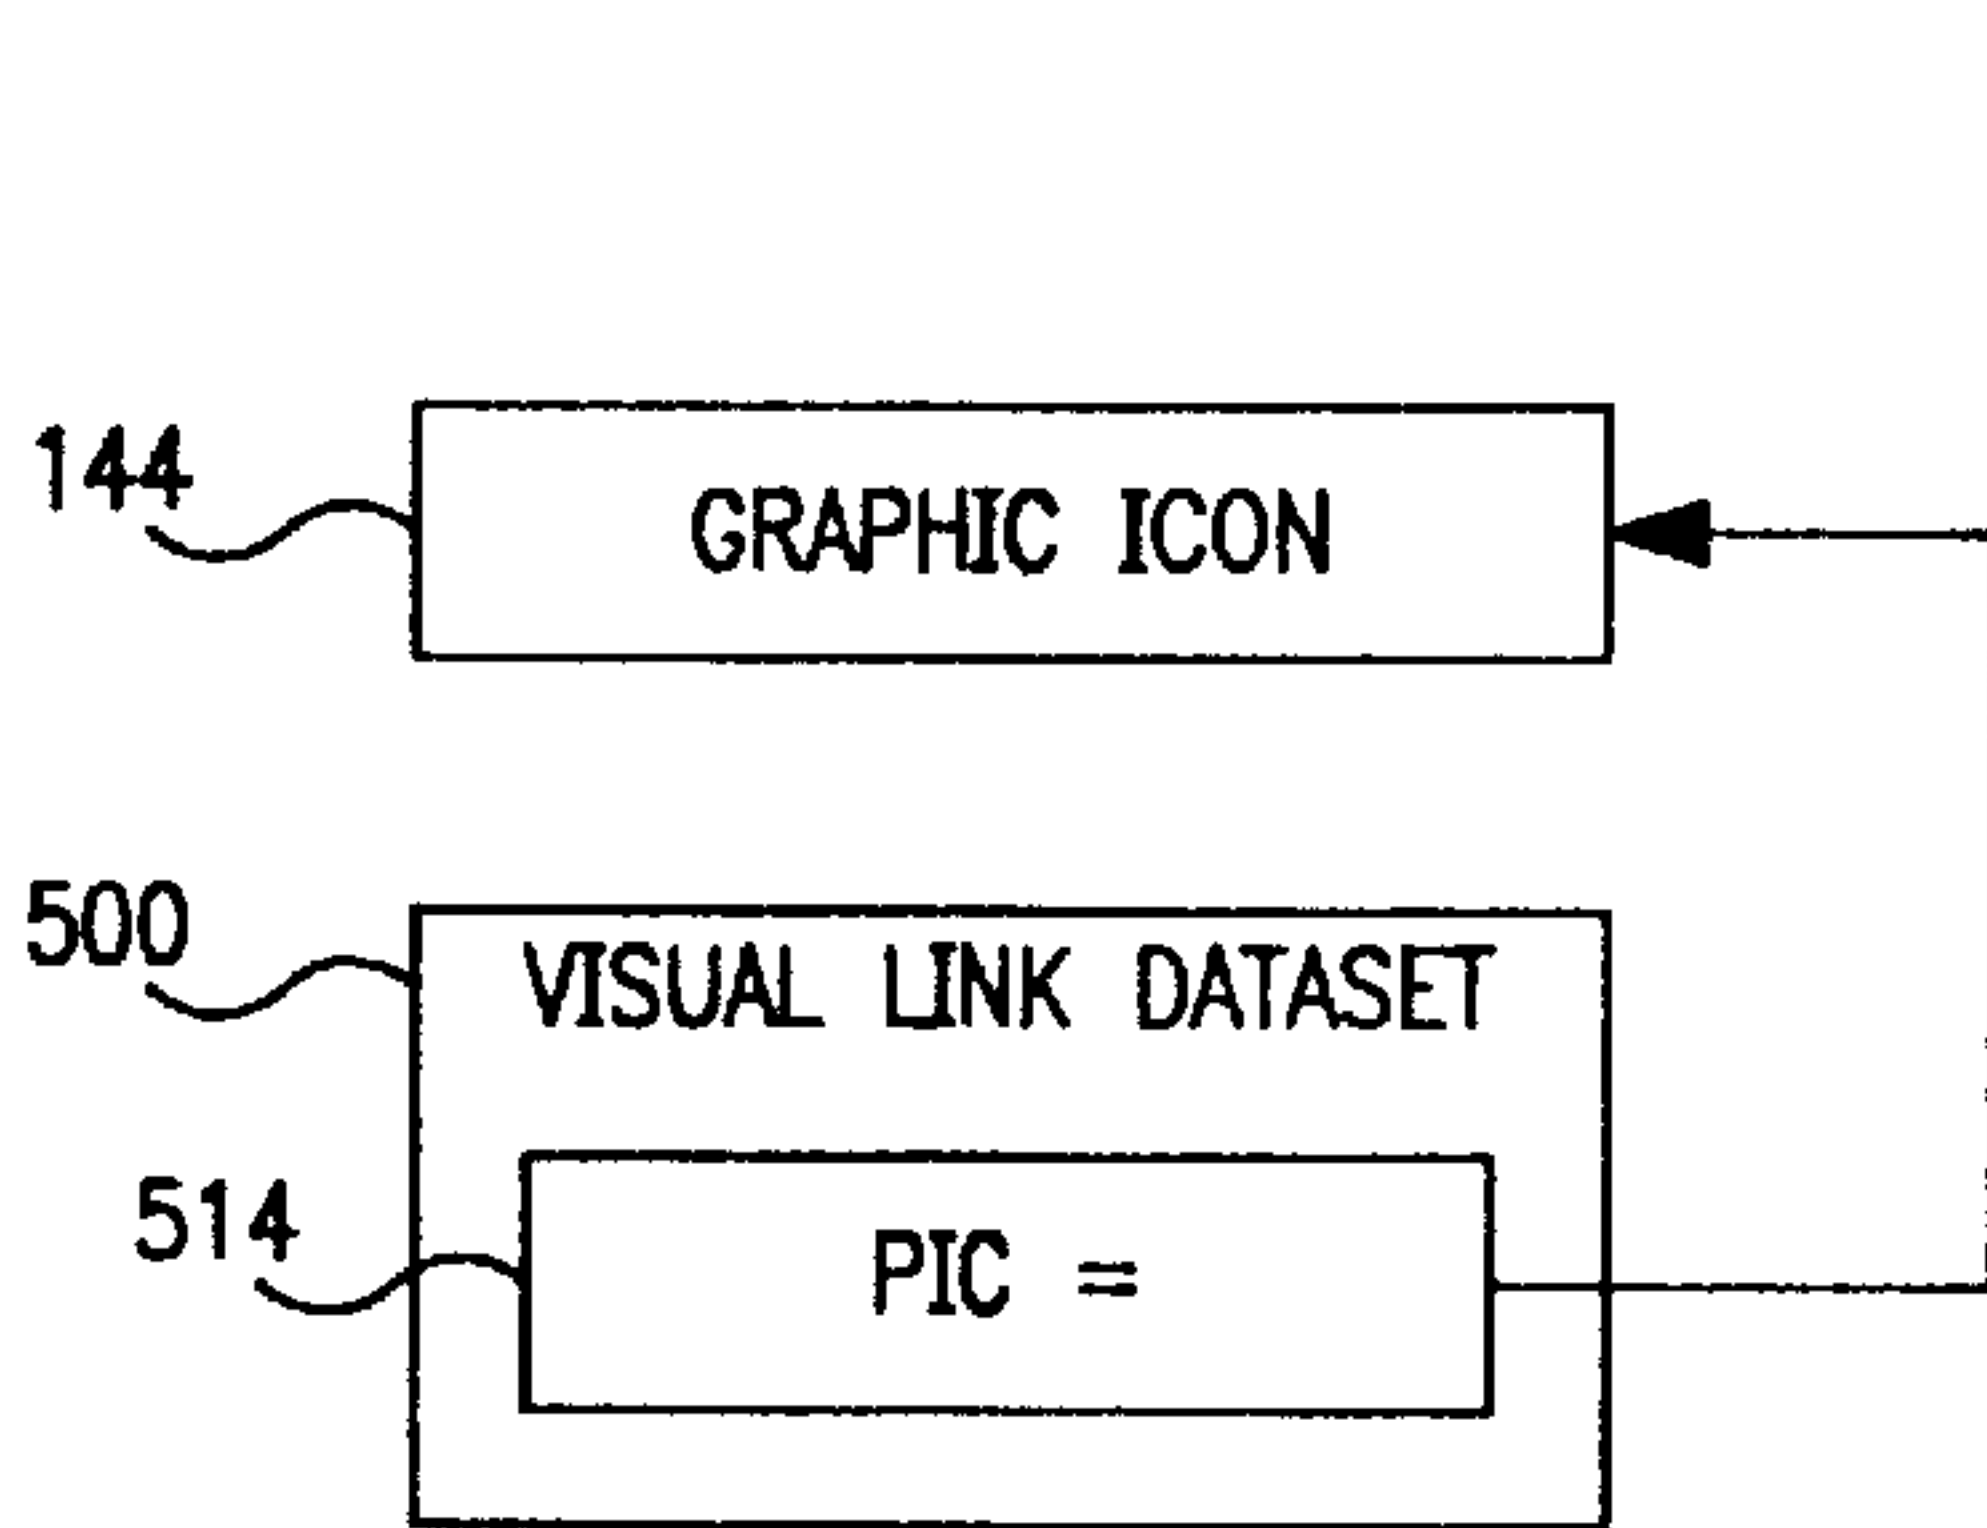 144
GRAPHIC ICON
500
VISUAL LINK DATASET
514
PIC =